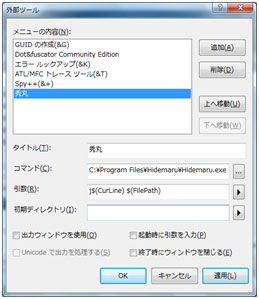 外部ツール
メニューの内容(N):
GUID の作成(&G)
Dot&fuscator Community Edition
エラー ルックアップ(&K)
ATL/MFC トレース ツール(&T)
Spy++(&+)
秀丸
追加(A)
削除(D)
上へ移動(U)
下へ移動(W)
タイトル(T):
秀丸
コマンド(C):
C:¥Program Files¥Hidemaru¥Hidemaru.exe
...
引数(R):
J$(CurLine) $(FilePath)
初期ディレクトリ(I):
出力ウィンドウを使用(O)
起動時に引数を入力(P)
Unicode で出力を処理する(S)
終了時にウィンドウを閉じる(E)
OK
キャンセル
適用(L)